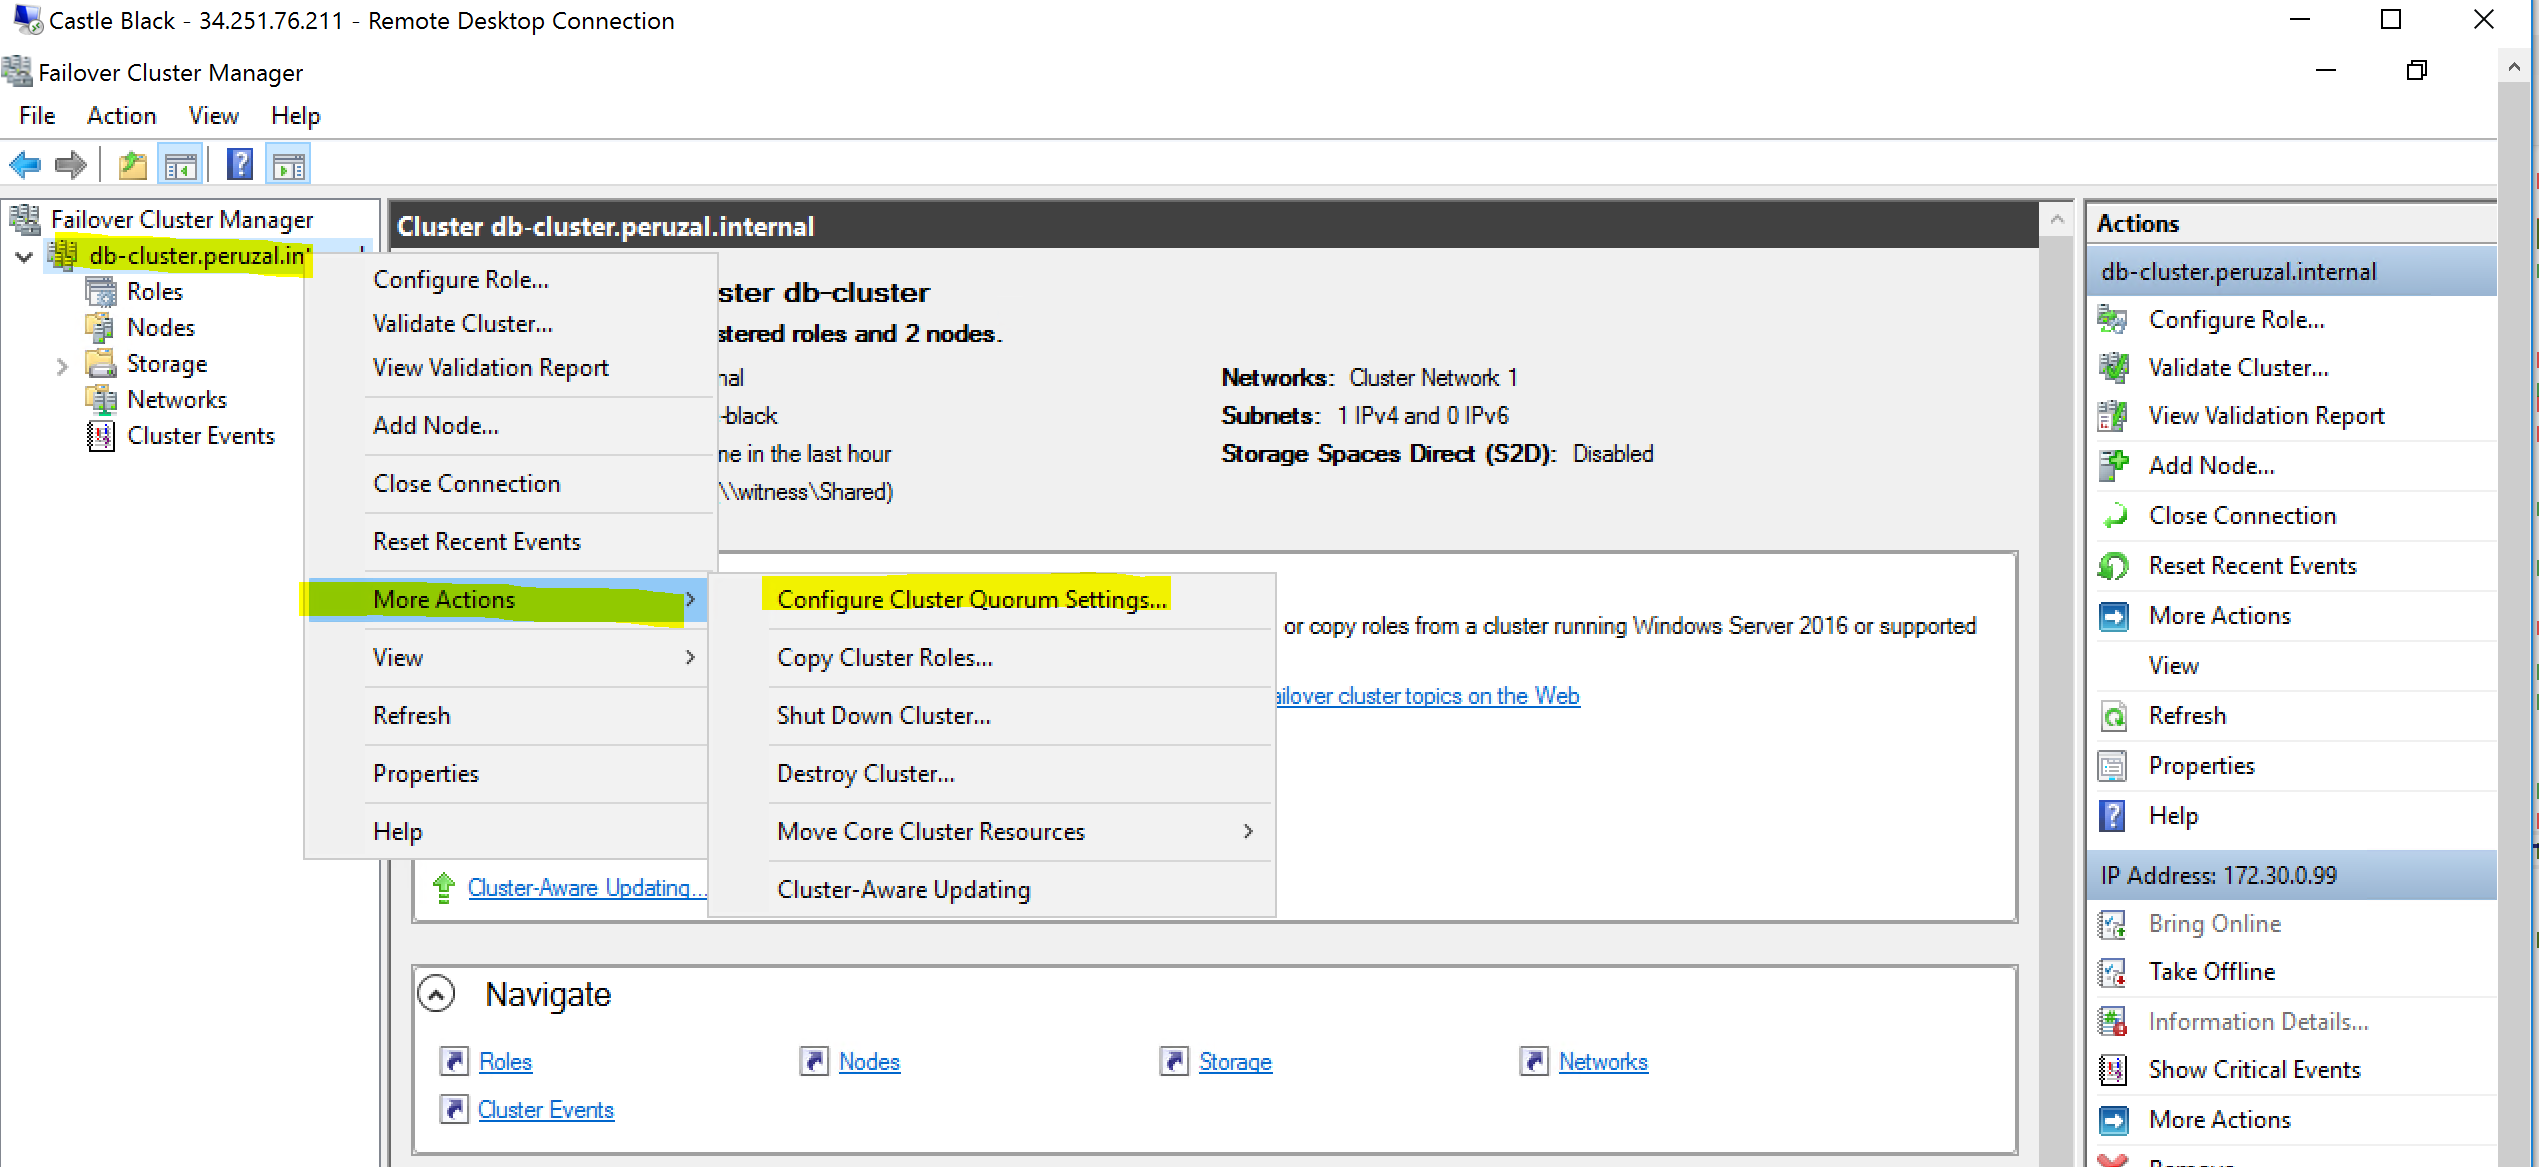 Castle Black - 34.251.76.211 - Remote Desktop Connection
Failover Cluster Manager
File Action View Help
Failover Cluster Manager
db-cluster.peruzal.in
Roles
Nodes
Storage
Networks
Cluster Events
Configure Role...
Validate Cluster...
View Validation Report
Add Node...
Close Connection
Reset Recent Events
More Actions
View
Refresh
Properties
Help
Configure Cluster Quorum Settings...
Copy Cluster Roles...
Shut Down Cluster...
Destroy Cluster...
Move Core Cluster Resources
Cluster-Aware Updating
Cluster db-cluster.peruzal.internal
ster db-cluster
stered roles and 2 nodes.
nal
-black
ne in the last hour
\\witness\Shared)
Networks: Cluster Network 1
Subnets: 1 IPv4 and 0 IPv6
Storage Spaces Direct (S2D): Disabled
or copy roles from a cluster running Windows Server 2016 or supported
ailover cluster topics on the Web
Cluster-Aware Updating...
Navigate
Roles Nodes Storage Networks
Cluster Events
Actions
db-cluster.peruzal.internal
Configure Role...
Validate Cluster...
View Validation Report
Add Node...
Close Connection
Reset Recent Events
More Actions
View
Refresh
Properties
Help
IP Address: 172.30.0.99
Bring Online
Take Offline
Information Details...
Show Critical Events
More Actions